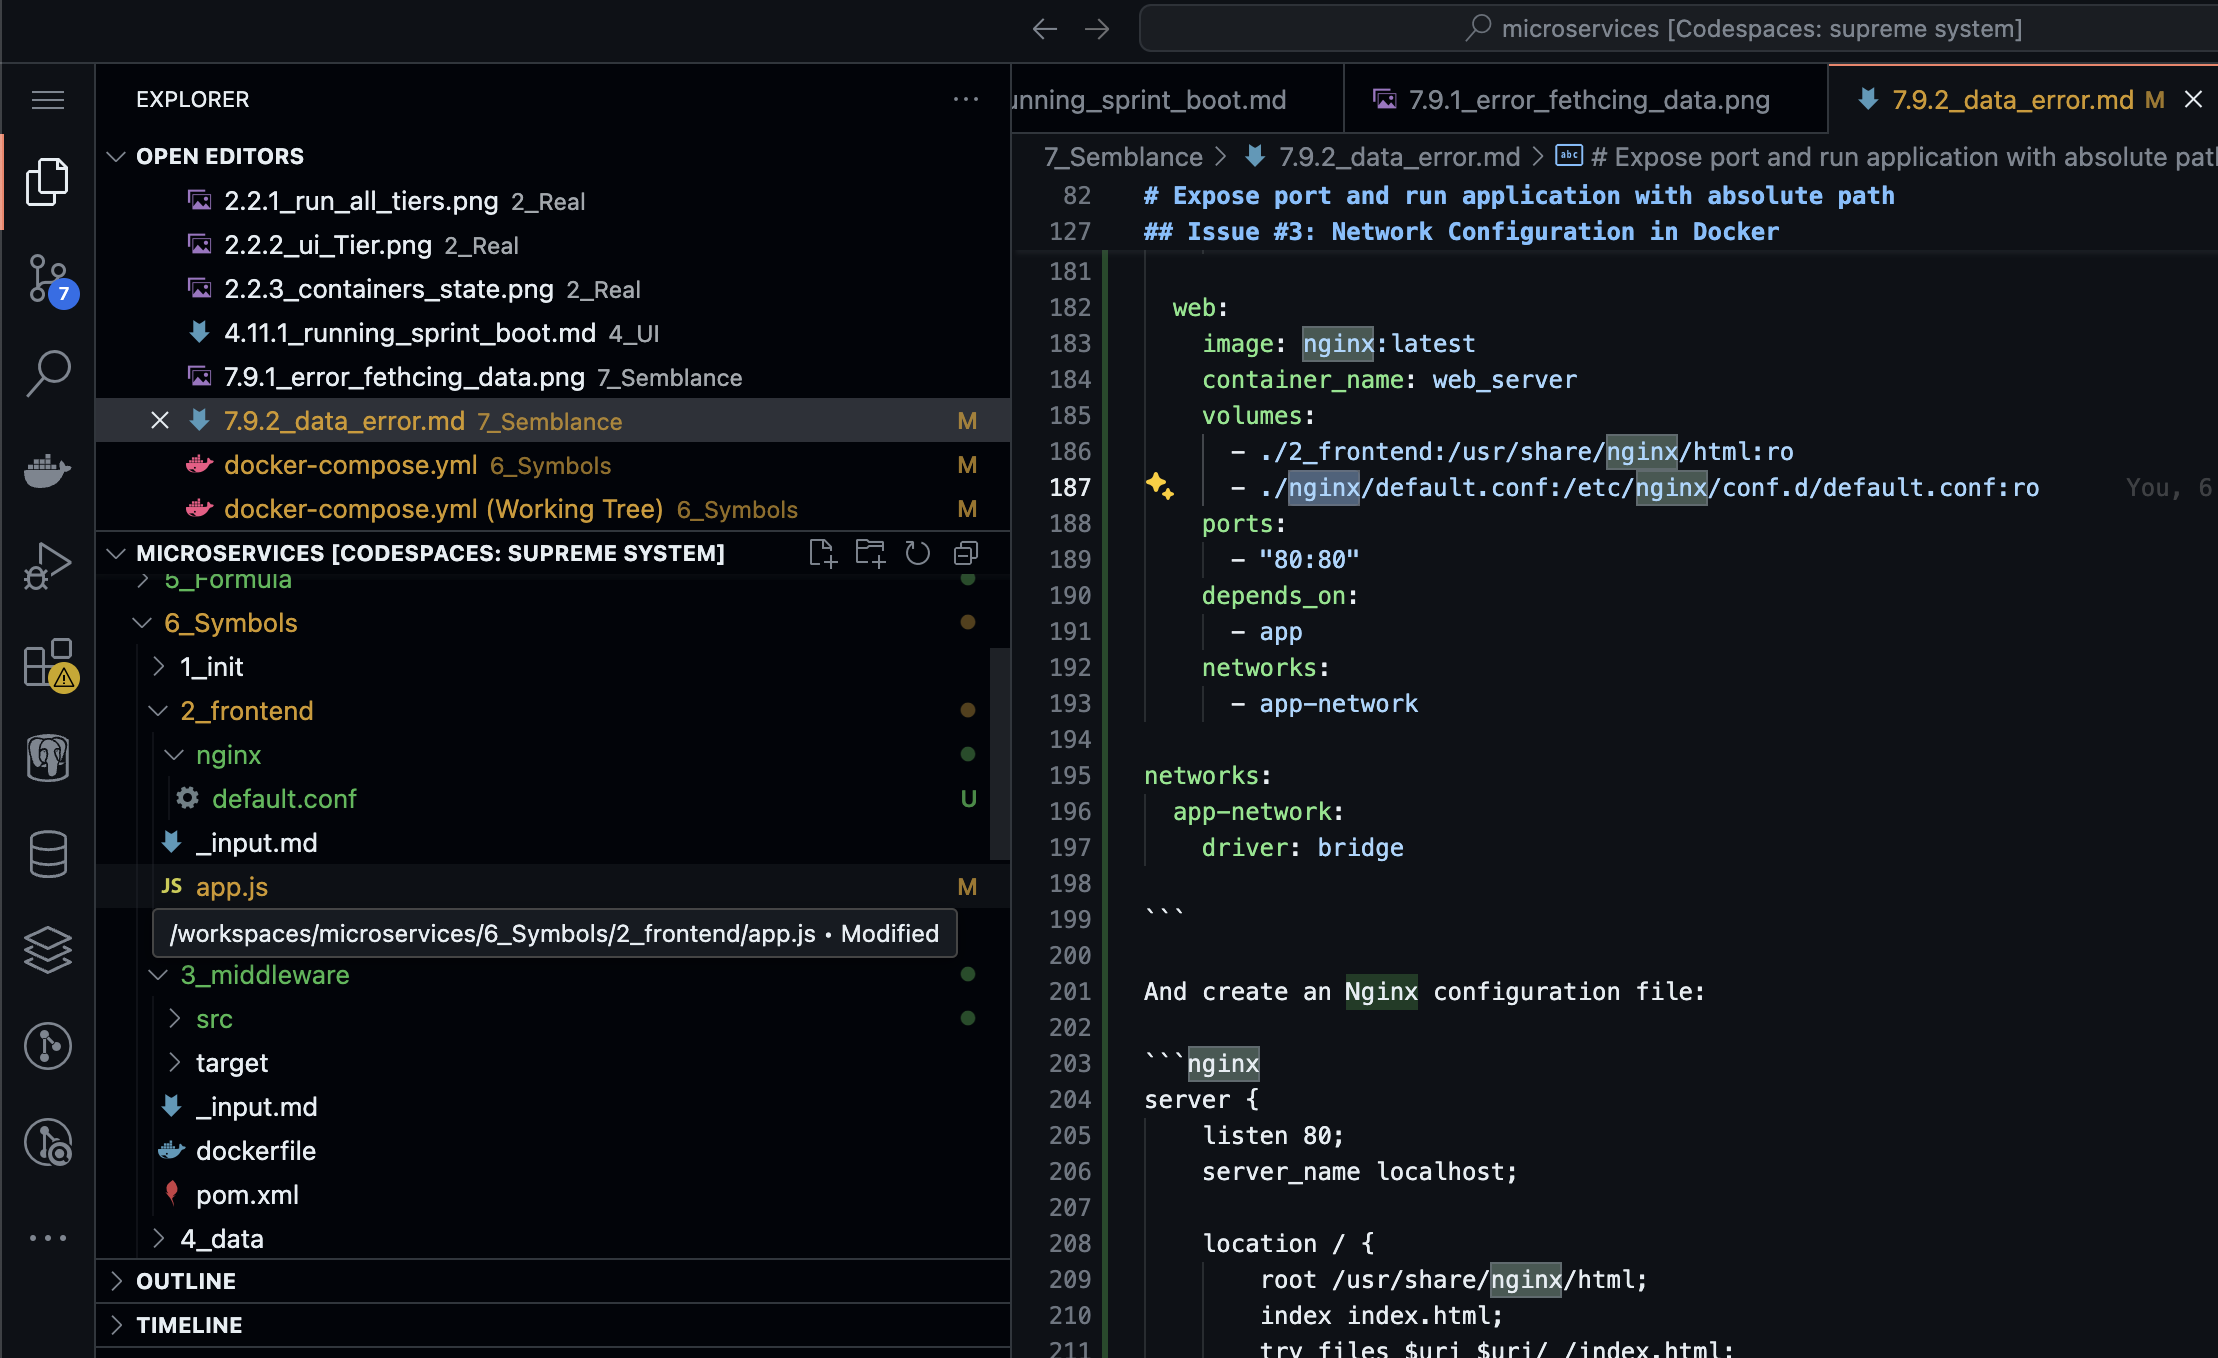 microservices [Codespaces: supreme system]
EXPLORER
OPEN EDITORS
2.2.1_run_all_tiers.png 2_Real
2.2.2_ui_Tier.png 2_Real
2.2.3_containers_state.png 2_Real
4.11.1_running_sprint_boot.md 4_UI
7.9.1_error_fethcing_data.png 7_Semblance
7.9.2_data_error.md 7_Semblance M
docker-compose.yml 6_Symbols M
docker-compose.yml (Working Tree) 6_Symbols M
MICROSERVICES [CODESPACES: SUPREME SYSTEM]
5_Formula
6_Symbols
1_init
2_frontend
nginx
default.conf U
_input.md
JS app.js M
/workspaces/microservices/6_Symbols/2_frontend/app.js • Modified
3_middleware
src
target
_input.md
dockerfile
pom.xml
4_data
OUTLINE
TIMELINE
7
unning_sprint_boot.md
7.9.1_error_fethcing_data.png
7.9.2_data_error.md M
7_Semblance > 7.9.2_data_error.md > abc # Expose port and run application with absolute pat
82 # Expose port and run application with absolute path
127 ## Issue #3: Network Configuration in Docker
181
182 web:
183 image: nginx:latest
184 container_name: web_server
185 volumes:
186 - ./2_frontend:/usr/share/nginx/html:ro
187 - ./nginx/default.conf:/etc/nginx/conf.d/default.conf:ro You, 6
188 ports:
189 - "80:80"
190 depends_on:
191 - app
192 networks:
193 - app-network
194
195 networks:
196 app-network:
197 driver: bridge
198
199 ```
200
201 And create an Nginx configuration file:
202
203 ```nginx
204 server {
205 listen 80;
206 server_name localhost;
207
208 location / {
209 root /usr/share/nginx/html;
210 index index.html;
211 try_files $uri $uri/ /index.html;